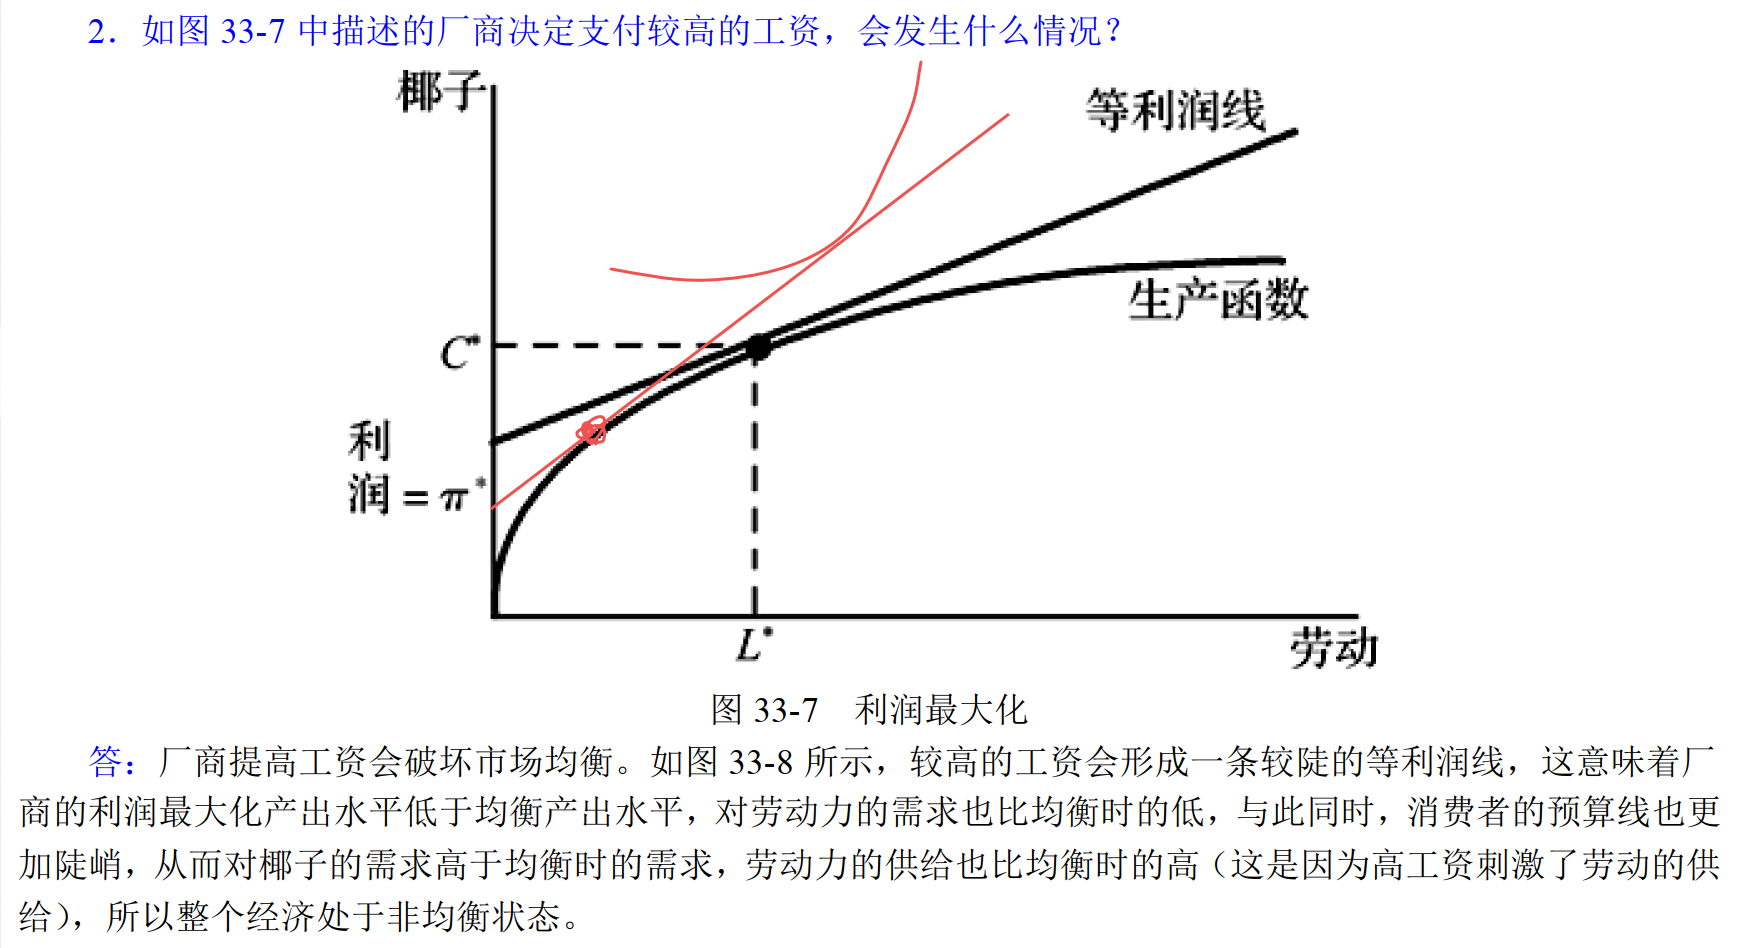 2. 如图 33-7 中描述的厂商决定支付较高的工资，会发生什么情况？
椰子
等利润线
生产函数
C*
利
润=π*
L*
劳动
图 33-7 利润最大化
答：厂商提高工资会破坏市场均衡。如图 33-8 所示，较高的工资会形成一条较陡的等利润线，这意味着厂
商的利润最大化产出水平低于均衡产出水平，对劳动力的需求也比均衡时的低，与此同时，消费者的预算线也更
加陡峭，从而对椰子的需求高于均衡时的需求，劳动力的供给也比均衡时的高（这是因为高工资刺激了劳动的供
给），所以整个经济处于非均衡状态。